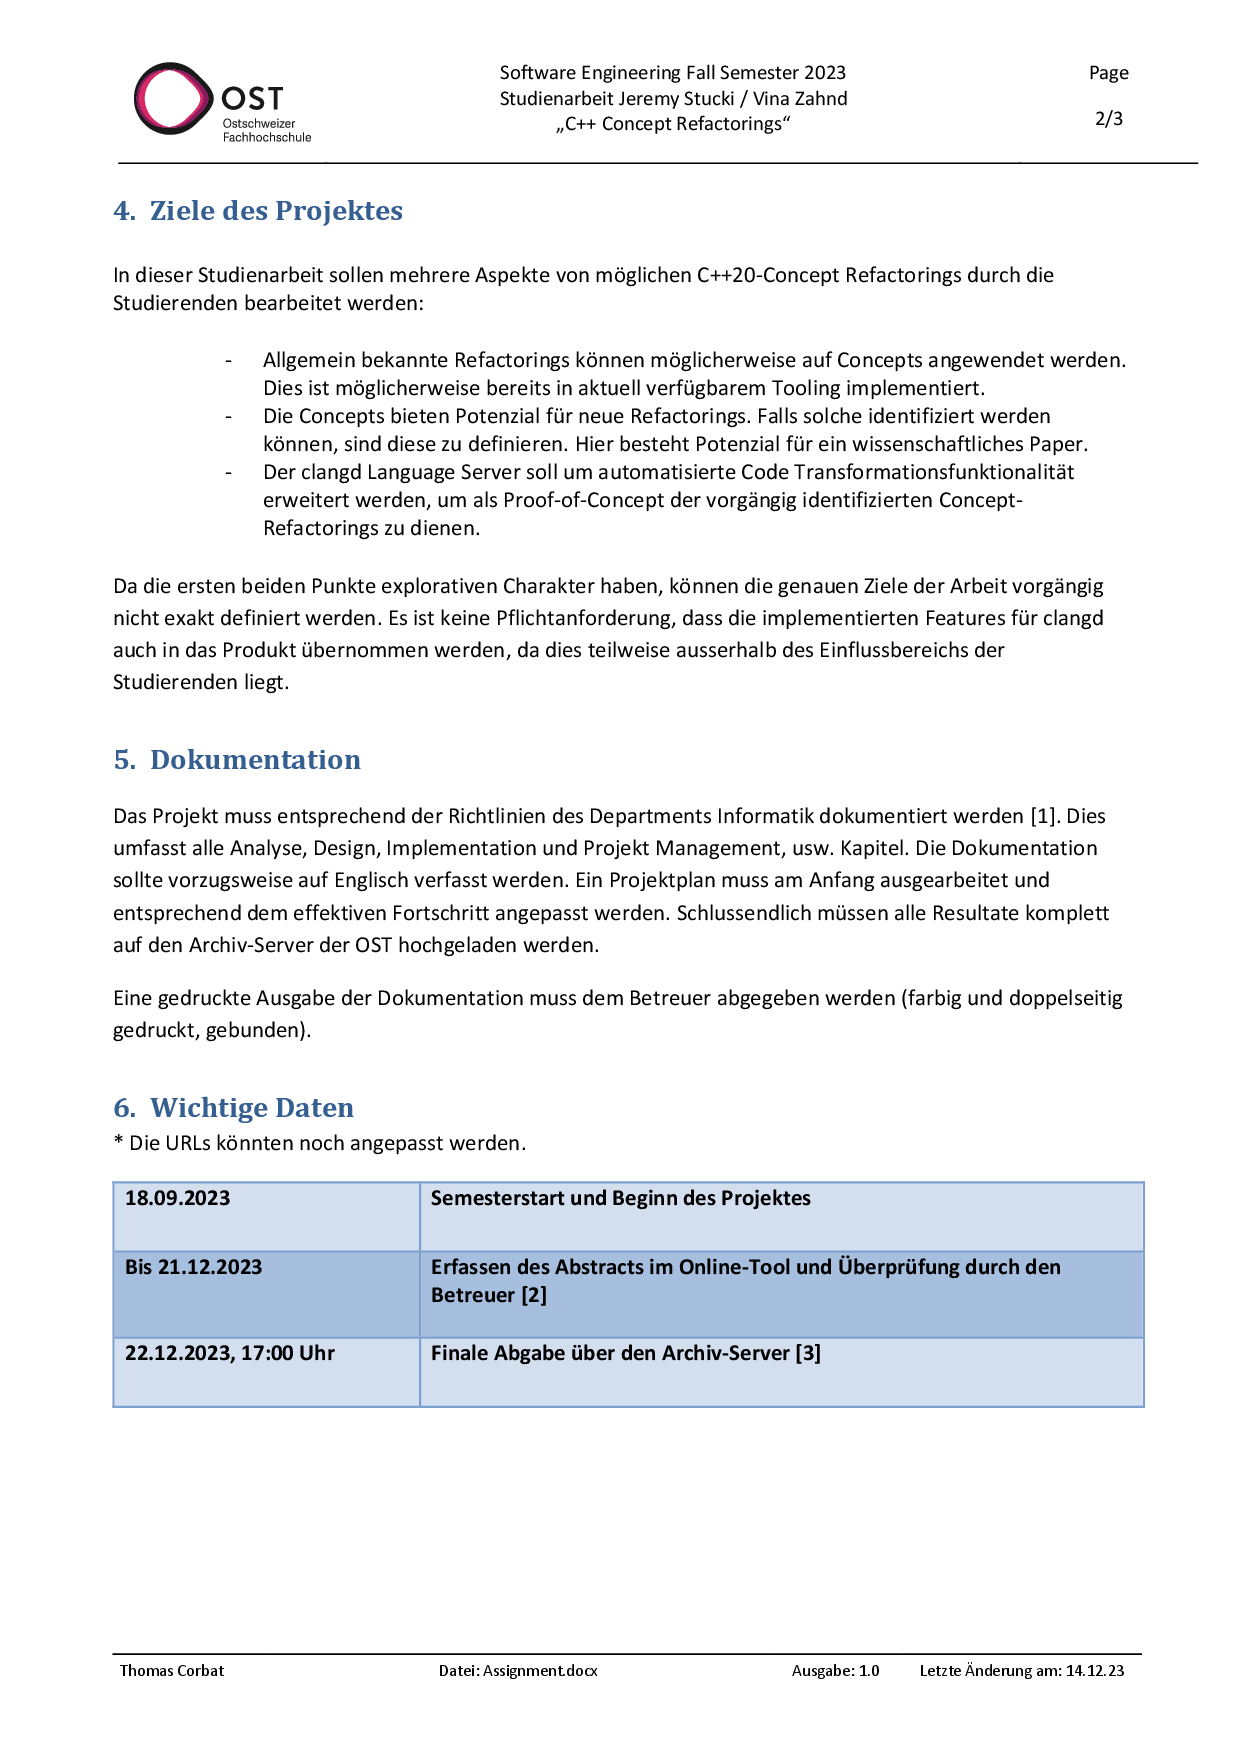 OST
Ostschweizer
Fachhochschule
Software Engineering Fall Semester 2023
Studienarbeit Jeremy Stucki / Vina Zahnd
„C++ Concept Refactorings“
Page
2/3
4. Ziele des Projektes
In dieser Studienarbeit sollen mehrere Aspekte von möglichen C++20-Concept Refactorings durch die
Studierenden bearbeitet werden:
- Allgemein bekannte Refactorings können möglicherweise auf Concepts angewendet werden.
Dies ist möglicherweise bereits in aktuell verfügbarem Tooling implementiert.
- Die Concepts bieten Potenzial für neue Refactorings. Falls solche identifiziert werden
können, sind diese zu definieren. Hier besteht Potenzial für ein wissenschaftliches Paper.
- Der clangd Language Server soll um automatisierte Code Transformationsfunktionalität
erweitert werden, um als Proof-of-Concept der vorgängig identifizierten Concept-
Refactorings zu dienen.
Da die ersten beiden Punkte explorativen Charakter haben, können die genauen Ziele der Arbeit vorgängig
nicht exakt definiert werden. Es ist keine Pflichtanforderung, dass die implementierten Features für clangd
auch in das Produkt übernommen werden, da dies teilweise ausserhalb des Einflussbereichs der
Studierenden liegt.
5. Dokumentation
Das Projekt muss entsprechend der Richtlinien des Departments Informatik dokumentiert werden [1]. Dies
umfasst alle Analyse, Design, Implementation und Projekt Management, usw. Kapitel. Die Dokumentation
sollte vorzugsweise auf Englisch verfasst werden. Ein Projektplan muss am Anfang ausgearbeitet und
entsprechend dem effektiven Fortschritt angepasst werden. Schlussendlich müssen alle Resultate komplett
auf den Archiv-Server der OST hochgeladen werden.
Eine gedruckte Ausgabe der Dokumentation muss dem Betreuer abgegeben werden (farbig und doppelseitig
gedruckt, gebunden).
6. Wichtige Daten
* Die URLs könnten noch angepasst werden.
18.09.2023 Semesterstart und Beginn des Projektes
Bis 21.12.2023 Erfassen des Abstracts im Online-Tool und Überprüfung durch den
Betreuer [2]
22.12.2023, 17:00 Uhr Finale Abgabe über den Archiv-Server [3]
Thomas Corbat Datei: Assignment.docx Ausgabe: 1.0 Letzte Änderung am: 14.12.23